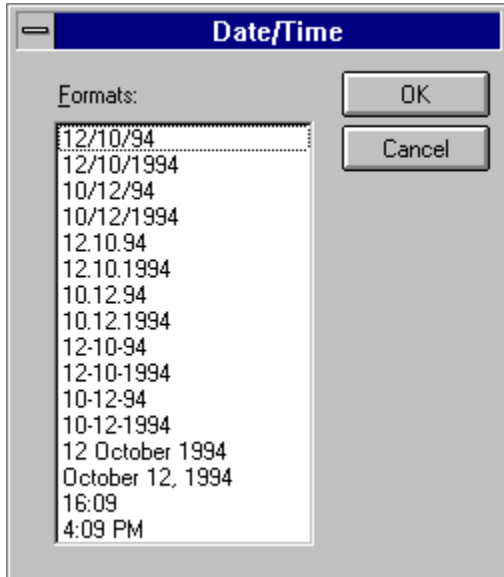 Date/Time
Formats:
OK
12/10/94
Cancel
12/10/1994
10/12/94
10/12/1994
12.10.94
12.10.1994
10.12.94
10.12.1994
12-10-94
12-10-1994
10-12-94
10-12-1994
12 October 1994
October 12, 1994
16:09
4:09 PM